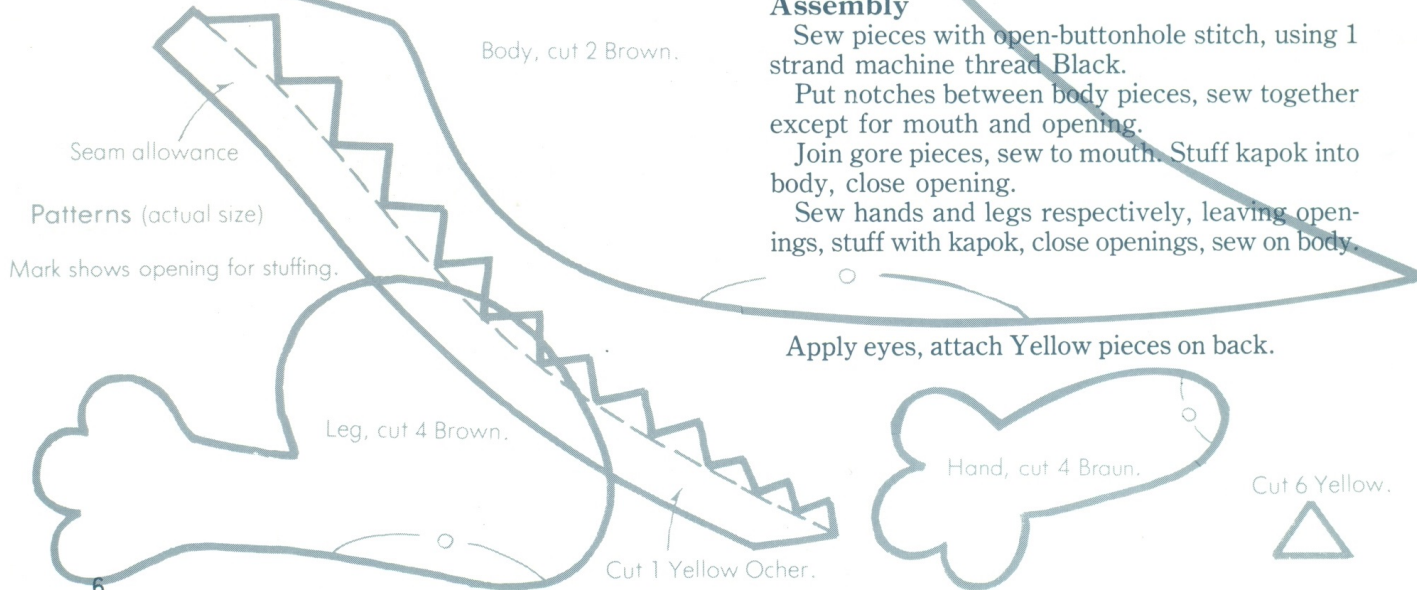 Assembly
Sew pieces with open-buttonhole stitch, using 1
strand machine thread Black.
Put notches between body pieces, sew together
except for mouth and opening.
Join gore pieces, sew to mouth. Stuff kapok into
body, close opening.
Sew hands and legs respectively, leaving open-
ings, stuff with kapok, close openings, sew on body.
Apply eyes, attach Yellow pieces on back.
Body, cut 2 Brown.
Seam allowance
Patterns (actual size)
Mark shows opening for stuffing.
Leg, cut 4 Brown.
Hand, cut 4 Braun.
Cut 6 Yellow.
Cut 1 Yellow Ocher.
6